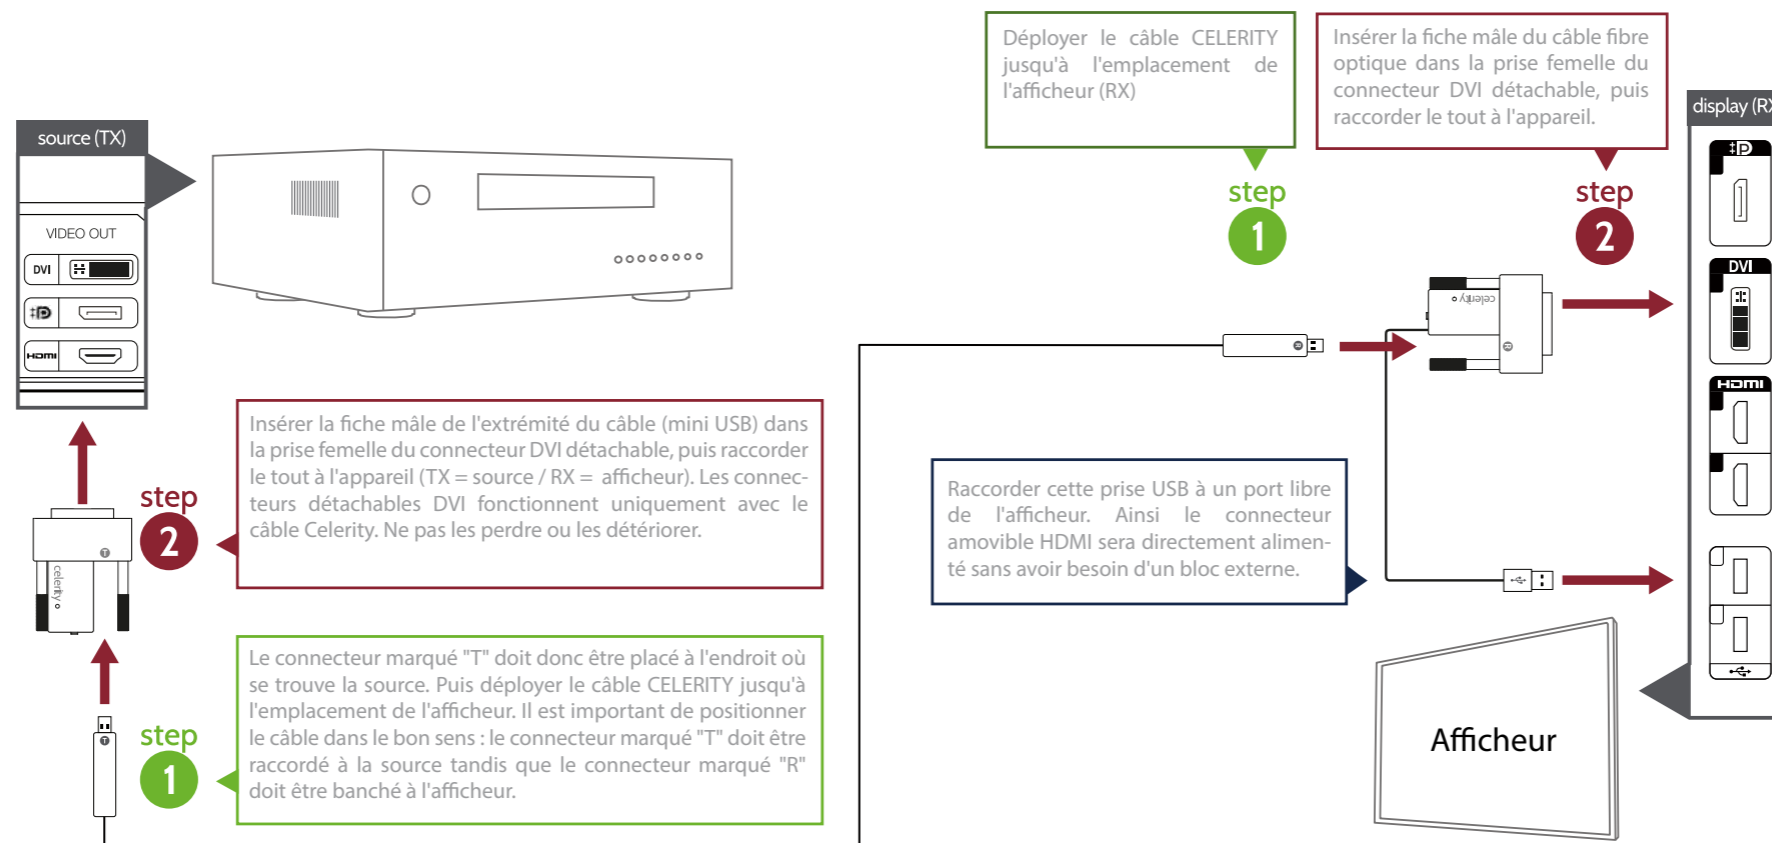 source (TX)
VIDEO OUT
DVI
HDMI
Insérer la fiche mâle de l'extrémité du câble (mini USB) dans
la prise femelle du connecteur DVI détachable, puis raccorder
le tout à l'appareil (TX = source / RX = afficheur). Les connec-
teurs détachables DVI fonctionnent uniquement avec le
câble Celerity. Ne pas les perdre ou les détériorer.
step
2
T
celerity
Le connecteur marqué "T" doit donc être placé à l'endroit où
se trouve la source. Puis déployer le câble CELERITY jusqu'à
l'emplacement de l'afficheur. Il est important de positionner
le câble dans le bon sens : le connecteur marqué "T" doit être
raccordé à la source tandis que le connecteur marqué "R"
doit être banché à l'afficheur.
step
1
T
Déployer le câble CELERITY
jusqu'à l'emplacement de
l'afficheur (RX)
step
1
Insérer la fiche mâle du câble fibre
optique dans la prise femelle du
connecteur DVI détachable, puis
raccorder le tout à l'appareil.
step
2
celerity
R
R
Raccorder cette prise USB à un port libre
de l'afficheur. Ainsi le connecteur
amovible HDMI sera directement alimen-
té sans avoir besoin d'un bloc externe.
display (RX
DVI
HDMI
Afficheur